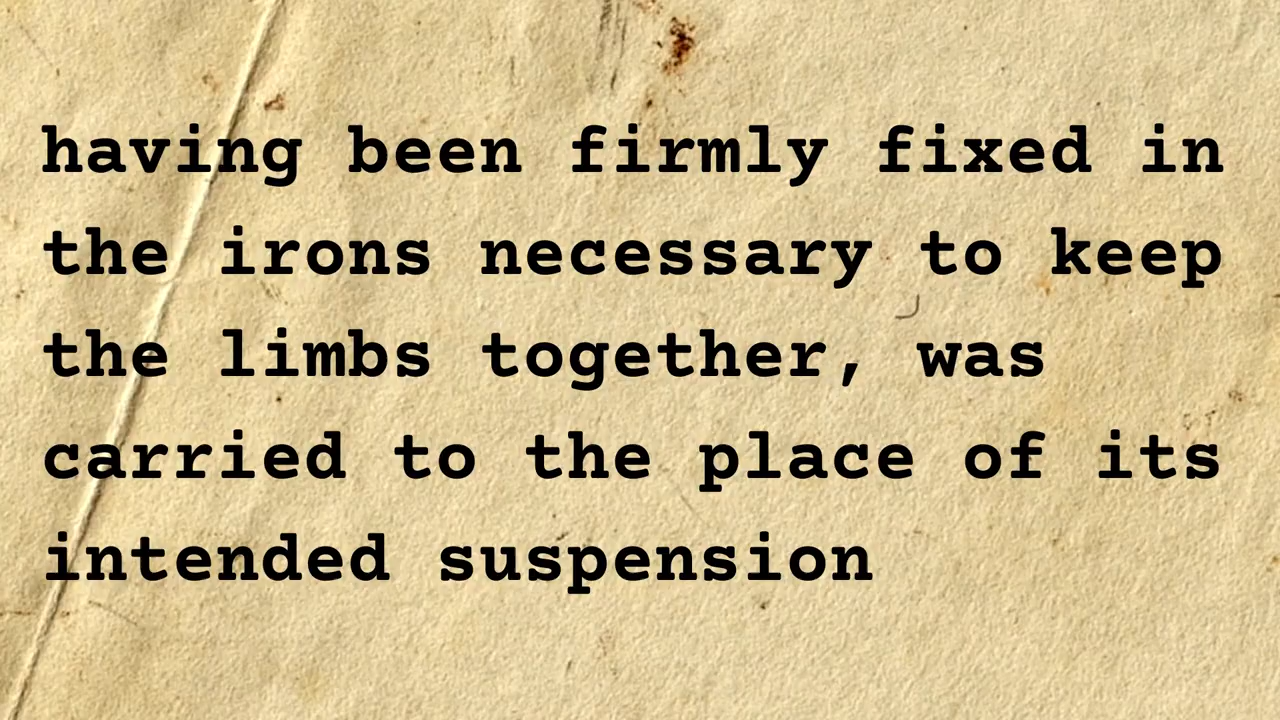 having been firmly fixed in
the irons necessary to keep
the limbs together, was
carried to the place of its
intended suspension